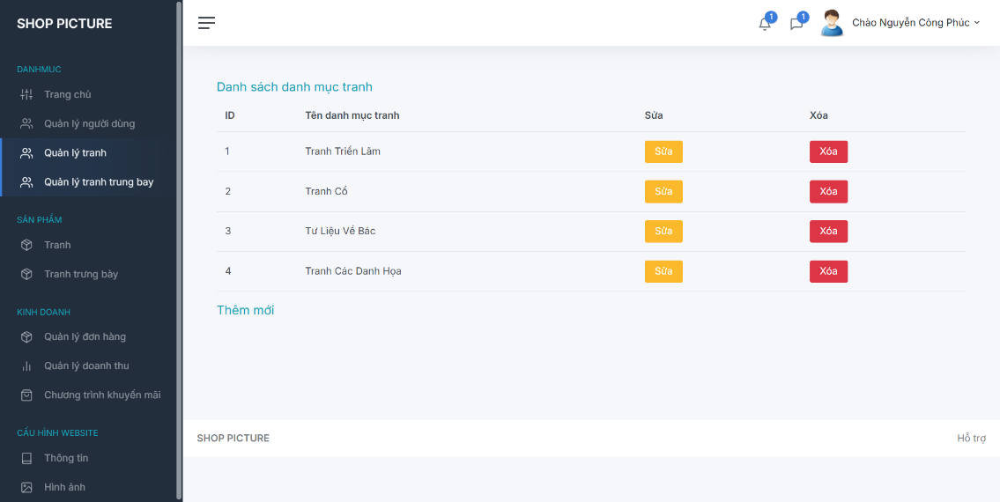 SHOP PICTURE
DANHMUC
Trang chủ
Quản lý người dùng
Quản lý tranh
Quản lý tranh trung bay
SẢN PHẨM
Tranh
Tranh trưng bày
KINH DOANH
Quản lý đơn hàng
Quản lý doanh thu
Chương trình khuyến mãi
CẤU HÌNH WEBSITE
Thông tin
Hình ảnh
1 1 Chào Nguyễn Công Phúc
Danh sách danh mục tranh
ID Tên danh mục tranh Sửa Xóa
1 Tranh Triển Lãm Sửa Xóa
2 Tranh Cổ Sửa Xóa
3 Tư Liệu Về Bác Sửa Xóa
4 Tranh Các Danh Họa Sửa Xóa
Thêm mới
SHOP PICTURE Hỗ trợ